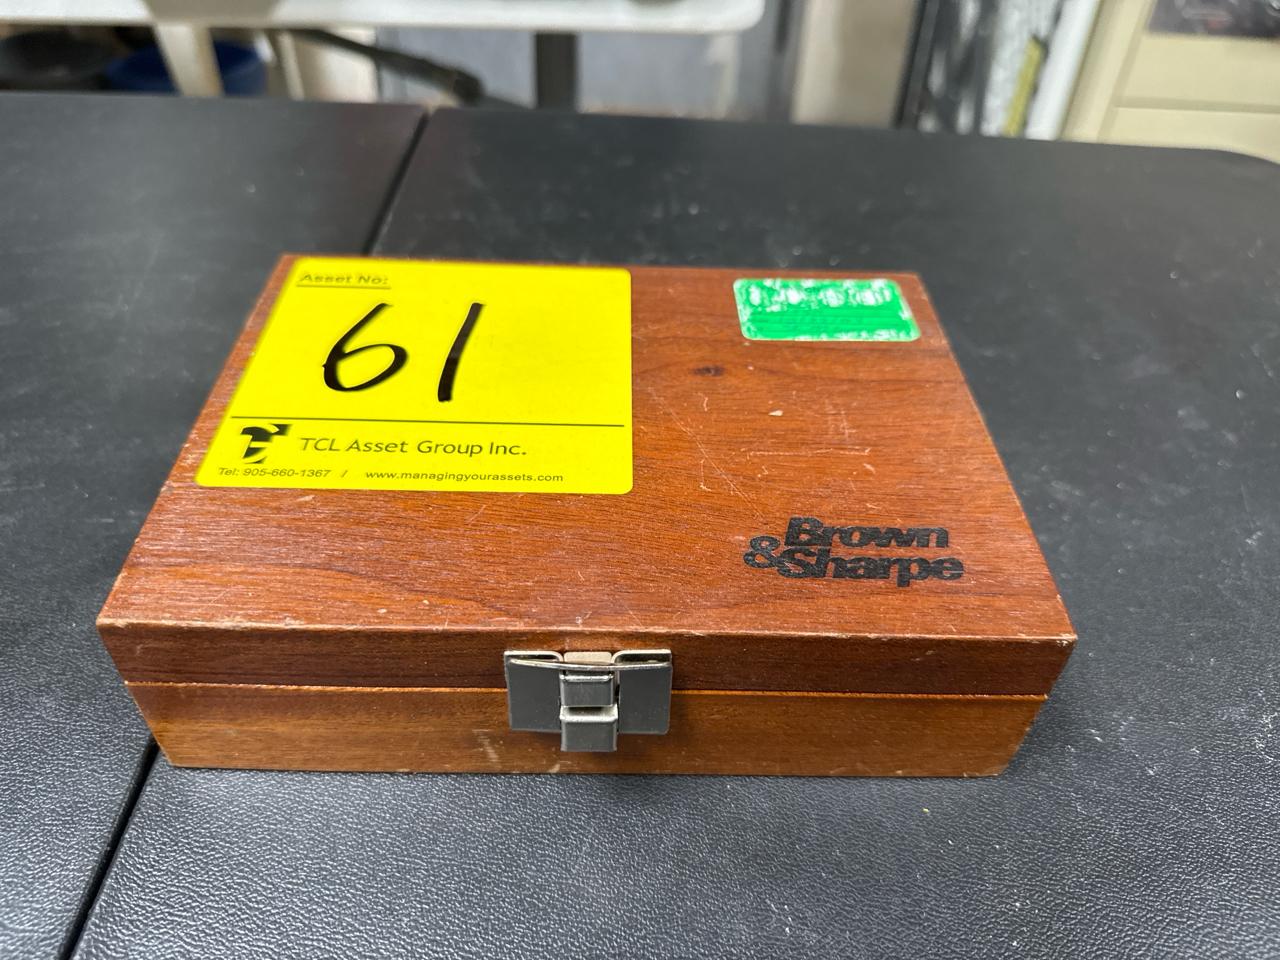 Asset No:
61
TCL Asset Group Inc.
Tel: 905-660-1367 / www.managingyourassets.com
Brown
&Sharpe